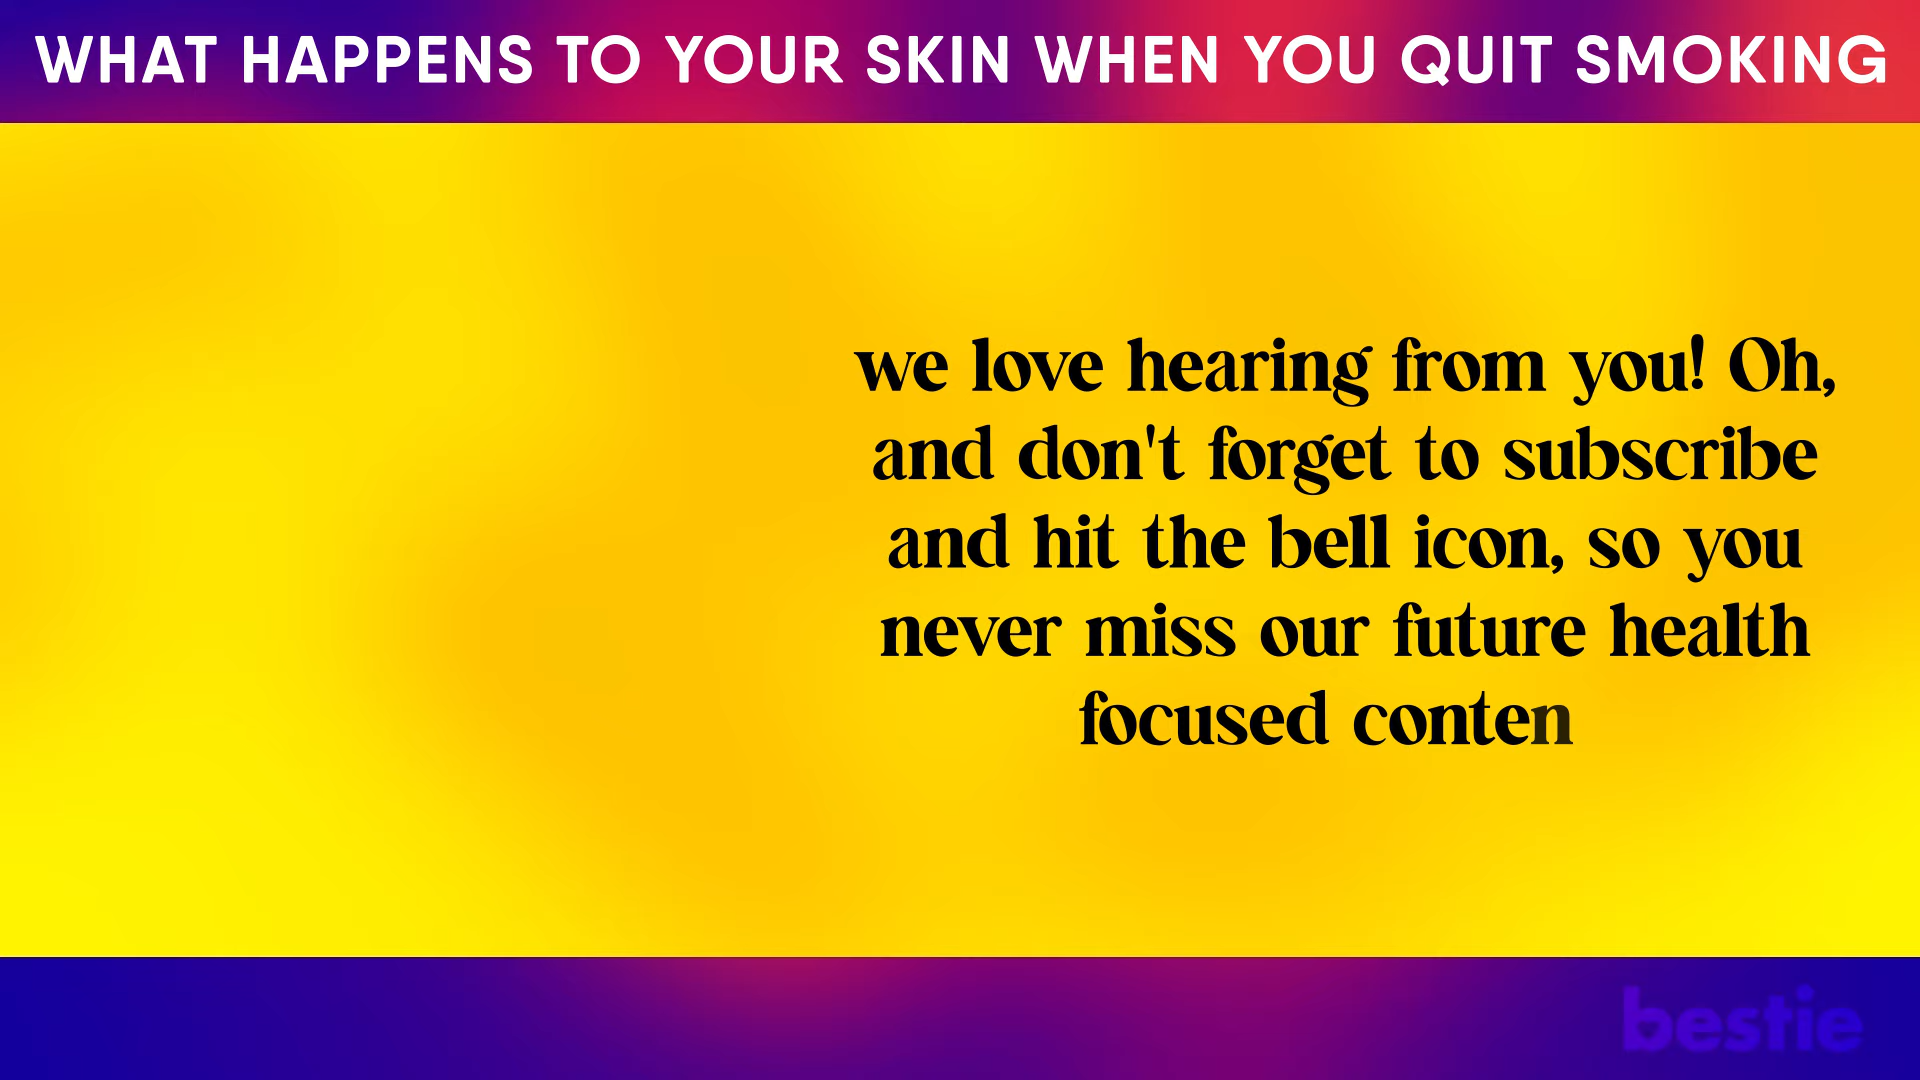 WHAT HAPPENS TO YOUR SKIN WHEN YOU QUIT SMOKING
we love hearing from you! Oh,
and don't forget to subscribe
and hit the bell icon, so you
never miss our future health
focused conten
bestie